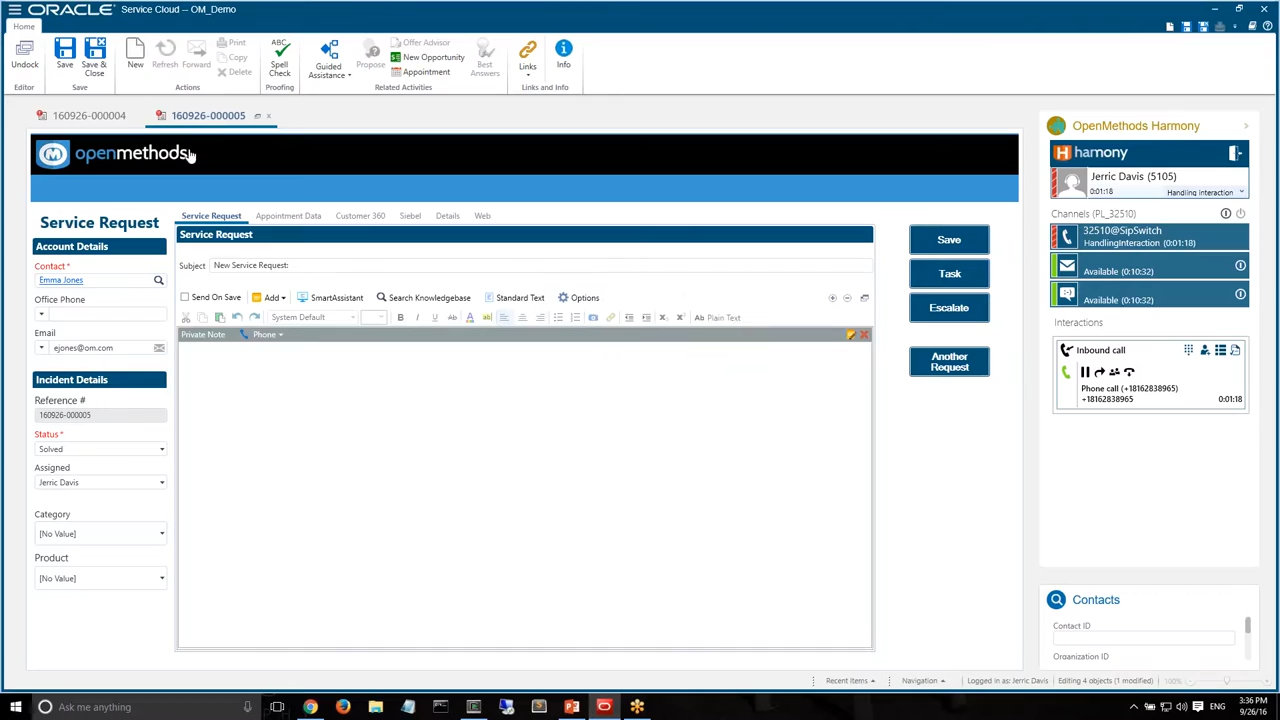 ORACLE Service Cloud -- OM_Demo
Home
Undock
Save
Save & Close
New
Refresh
Forward
Print
Copy
Delete
ABC
Spell Check
Guided Assistance
Propose
Offer Advisor
New Opportunity
Appointment
Best Answers
Links
Info
Editor
Save
Actions
Proofing
Related Activities
Links and Info
160926-000004
160926-000005
openmethods
Service Request
Account Details
Contact *
Emma Jones
Office Phone
Email
ejones@om.com
Incident Details
Reference #
160926-000005
Status *
Solved
Assigned
Jerric Davis
Category
[No Value]
Product
[No Value]
Service Request
Appointment Data
Customer 360
Siebel
Details
Web
Service Request
Subject
New Service Request:
Send On Save
Add
SmartAssistant
Search Knowledgebase
Standard Text
Options
System Default
B
I
U
Ab
A
ab
Ab Plain Text
Private Note
Phone
Save
Task
Escalate
Another Request
OpenMethods Harmony
harmony
Jerric Davis (5105)
0:01:18
Handling interaction
Channels (PL_32510)
32510@SipSwitch
HandlingInteraction (0:01:18)
Available (0:10:32)
Available (0:10:32)
Interactions
Inbound call
Phone call (+18162838965)
+18162838965
0:01:18
Contacts
Contact ID
Organization ID
Recent Items
Navigation
Logged in as: Jerric Davis
Editing 4 objects (1 modified)
100%
Ask me anything
ENG
3:36 PM
9/26/16